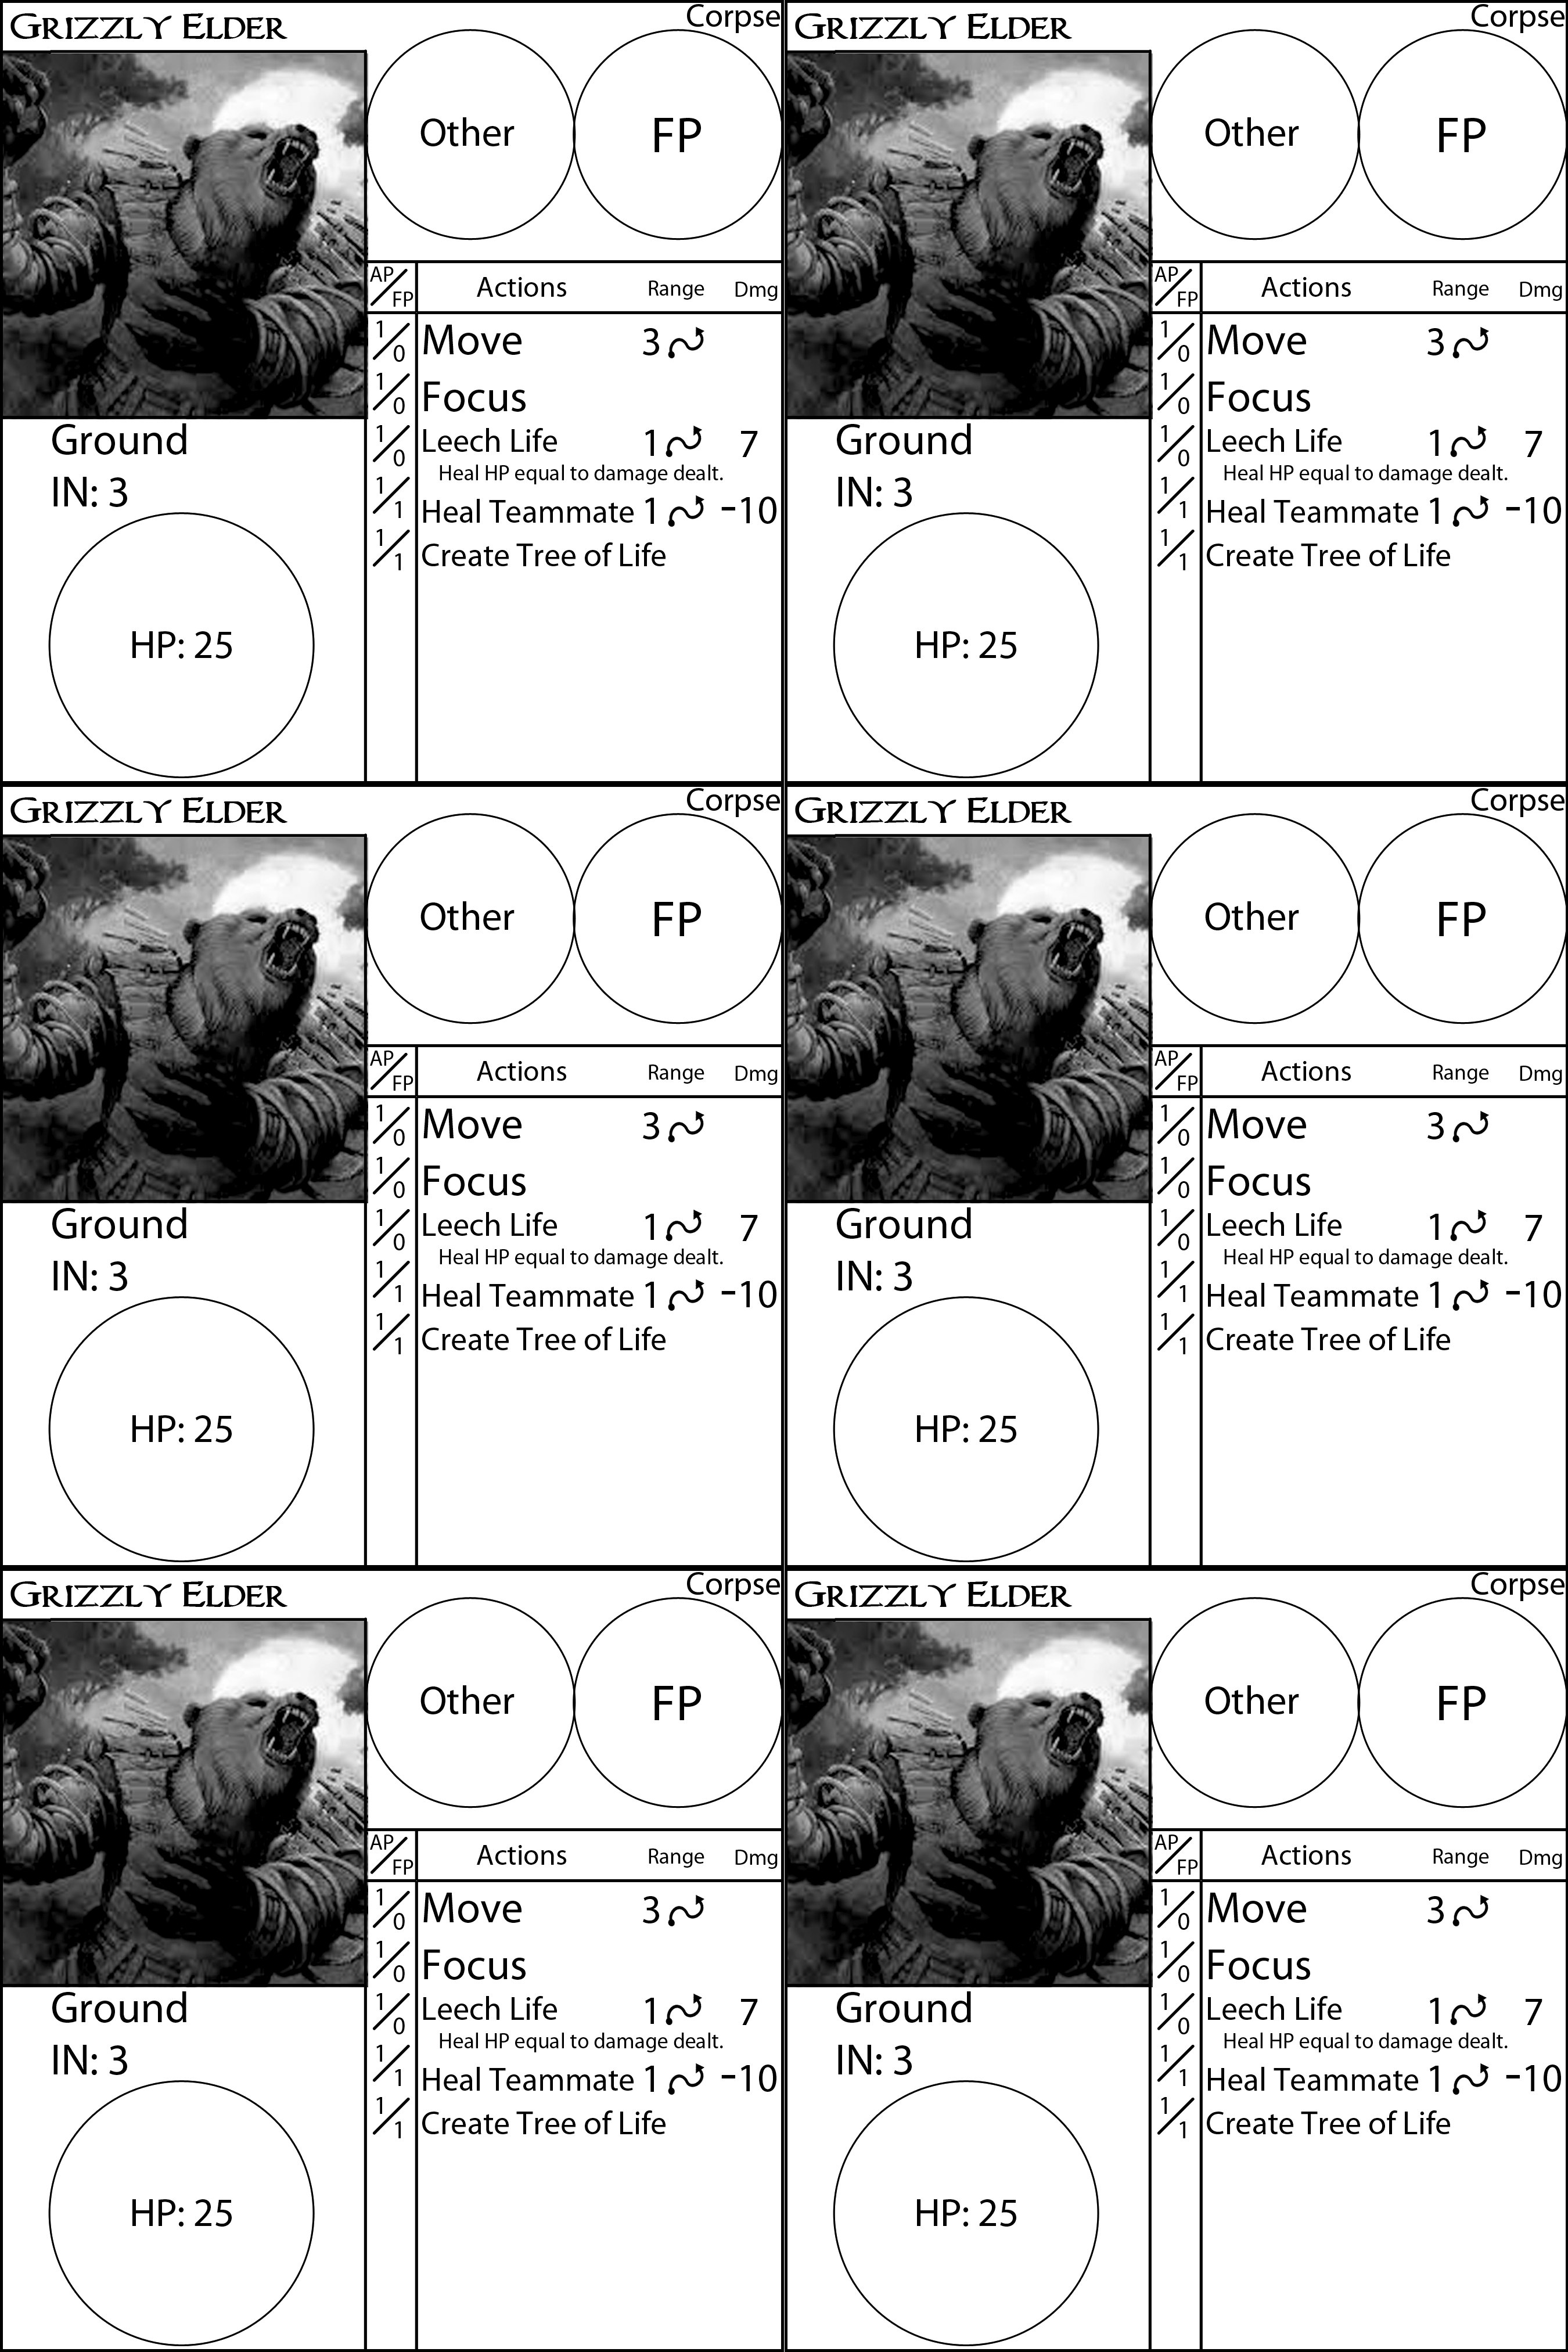 GRIZZLY ELDER
Corpse
Other
FP
AP/FP Actions Range Dmg
1/0 Move 3
1/0 Focus
1/0 Leech Life 1 7
Heal HP equal to damage dealt.
1/1 Heal Teammate 1 -10
1/1 Create Tree of Life
Ground
IN: 3
HP: 25
GRIZZLY ELDER
Corpse
Other
FP
AP/FP Actions Range Dmg
1/0 Move 3
1/0 Focus
1/0 Leech Life 1 7
Heal HP equal to damage dealt.
1/1 Heal Teammate 1 -10
1/1 Create Tree of Life
Ground
IN: 3
HP: 25
GRIZZLY ELDER
Corpse
Other
FP
AP/FP Actions Range Dmg
1/0 Move 3
1/0 Focus
1/0 Leech Life 1 7
Heal HP equal to damage dealt.
1/1 Heal Teammate 1 -10
1/1 Create Tree of Life
Ground
IN: 3
HP: 25
GRIZZLY ELDER
Corpse
Other
FP
AP/FP Actions Range Dmg
1/0 Move 3
1/0 Focus
1/0 Leech Life 1 7
Heal HP equal to damage dealt.
1/1 Heal Teammate 1 -10
1/1 Create Tree of Life
Ground
IN: 3
HP: 25
GRIZZLY ELDER
Corpse
Other
FP
AP/FP Actions Range Dmg
1/0 Move 3
1/0 Focus
1/0 Leech Life 1 7
Heal HP equal to damage dealt.
1/1 Heal Teammate 1 -10
1/1 Create Tree of Life
Ground
IN: 3
HP: 25
GRIZZLY ELDER
Corpse
Other
FP
AP/FP Actions Range Dmg
1/0 Move 3
1/0 Focus
1/0 Leech Life 1 7
Heal HP equal to damage dealt.
1/1 Heal Teammate 1 -10
1/1 Create Tree of Life
Ground
IN: 3
HP: 25